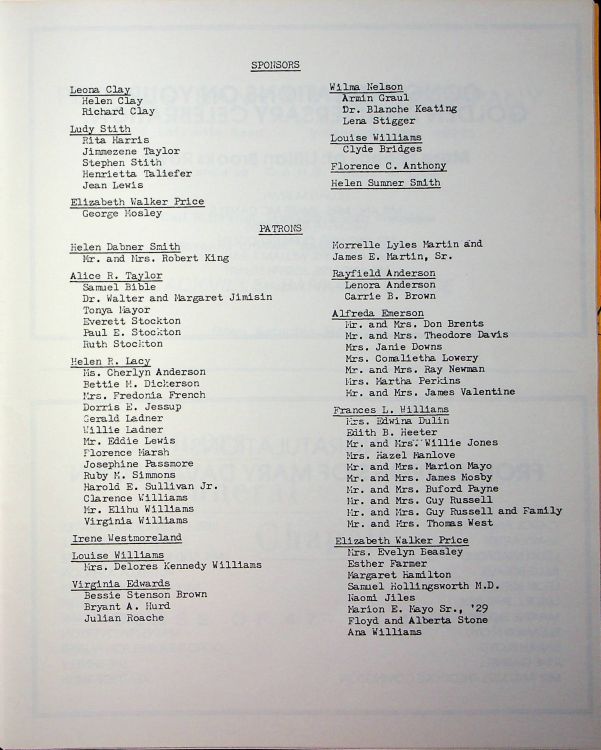 SPONSORS
Leona Clay
Helen Clay
Richard Clay
Ludy Stith
Rita Harris
Jimmezene Taylor
Stephen Stith
Henrietta Taliefer
Jean Lewis
Elizabeth Walker Price
George Mosley
Wilma Nelson
Armin Graul
Dr. Blanche Keating
Lena Stigger
Louise Williams
Clyde Bridges
Florence C. Anthony
Helen Sumner Smith
PATRONS
Helen Dabner Smith
Mr. and Mrs. Robert King
Alice R. Taylor
Samuel Bible
Dr. Walter and Margaret Jimisin
Tonya Mayor
Everett Stockton
Paul E. Stockton
Ruth Stockton
Helen R. Lacy
Ms. Cherlyn Anderson
Bettie M. Dickerson
Mrs. Fredonia French
Dorris E. Jessup
Gerald Ladner
Willie Ladner
Mr. Eddie Lewis
Florence Marsh
Josephine Passmore
Ruby M. Simmons
Harold E. Sullivan Jr.
Clarence Williams
Mr. Elihu Williams
Virginia Williams
Irene Westmoreland
Louise Williams
Mrs. Delores Kennedy Williams
Virginia Edwards
Bessie Stenson Brown
Bryant A. Hurd
Julian Roache
Morrelle Lyles Martin and
James E. Martin, Sr.
Rayfield Anderson
Lenora Anderson
Carrie B. Brown
Alfreda Emerson
Mr. and Mrs. Don Brents
Mr. and Mrs. Theodore Davis
Mrs. Janie Downs
Mrs. Comalietha Lowery
Mr. and Mrs. Ray Newman
Mrs. Martha Perkins
Mr. and Mrs. James Valentine
Frances L. Williams
Mrs. Edwina Dulin
Edith B. Heeter
Mr. and Mrs. Willie Jones
Mrs. Hazel Manlove
Mr. and Mrs. Marion Mayo
Mr. and Mrs. James Mosby
Mr. and Mrs. Buford Payne
Mr. and Mrs. Guy Russell
Mr. and Mrs. Guy Russell and Family
Mr. and Mrs. Thomas West
Elizabeth Walker Price
Mrs. Evelyn Beasley
Esther Farmer
Margaret Hamilton
Samuel Hollingsworth M.D.
Naomi Jiles
Marion E. Mayo Sr., '29
Floyd and Alberta Stone
Ana Williams